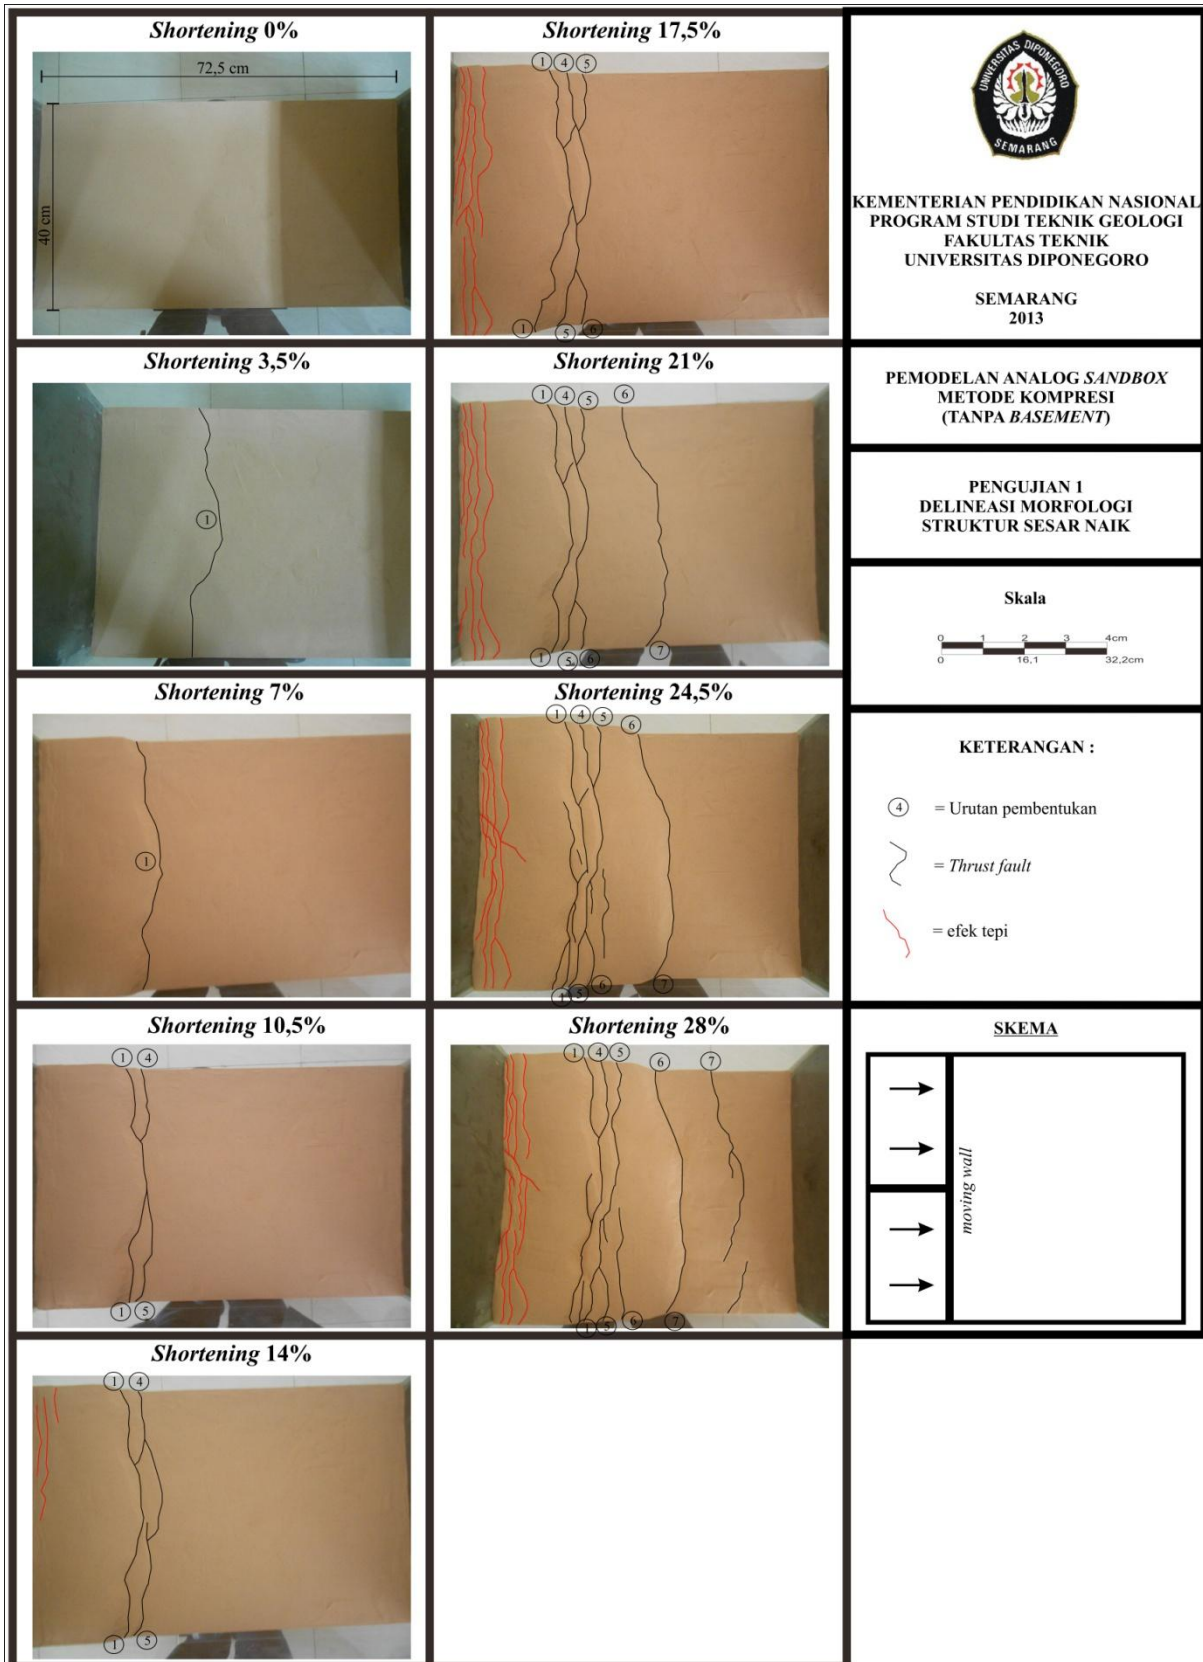 Shortening 0%
72,5 cm
40 cm
Shortening 3,5%
1
Shortening 7%
1
Shortening 10,5%
1 4
1 5
Shortening 14%
1 4
1 5
Shortening 17,5%
1 4 5
1 5 6
Shortening 21%
1 4 5 6
1 5 6 7
Shortening 24,5%
1 4 5 6
1 5 6 7
Shortening 28%
1 4 5 6 7
1 5 6 7
UNIVERSITAS DIPONEGORO
SEMARANG
KEMENTERIAN PENDIDIKAN NASIONAL
PROGRAM STUDI TEKNIK GEOLOGI
FAKULTAS TEKNIK
UNIVERSITAS DIPONEGORO
SEMARANG
2013
PEMODELAN ANALOG SANDBOX
METODE KOMPRESI
(TANPA BASEMENT)
PENGUJIAN 1
DELINEASI MORFOLOGI
STRUKTUR SESAR NAIK
Skala
0 1 2 3 4cm
0 16,1 32,2cm
KETERANGAN :
4 = Urutan pembentukan
= Thrust fault
= efek tepi
SKEMA
moving wall